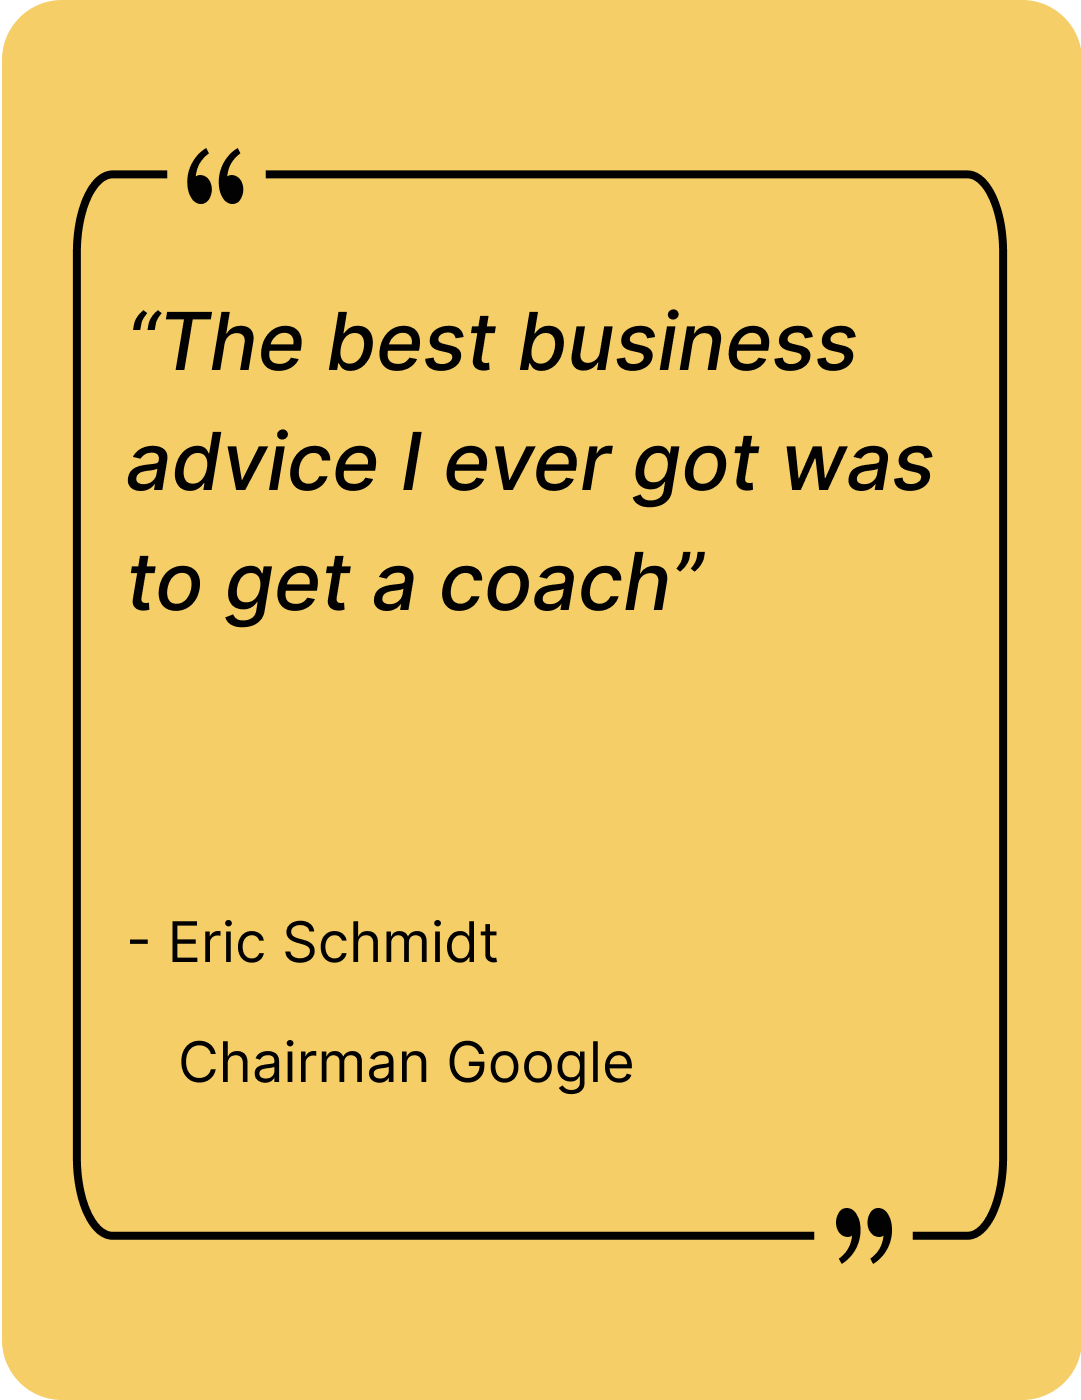 “The best business
advice I ever got was
to get a coach”
- Eric Schmidt
Chairman Google